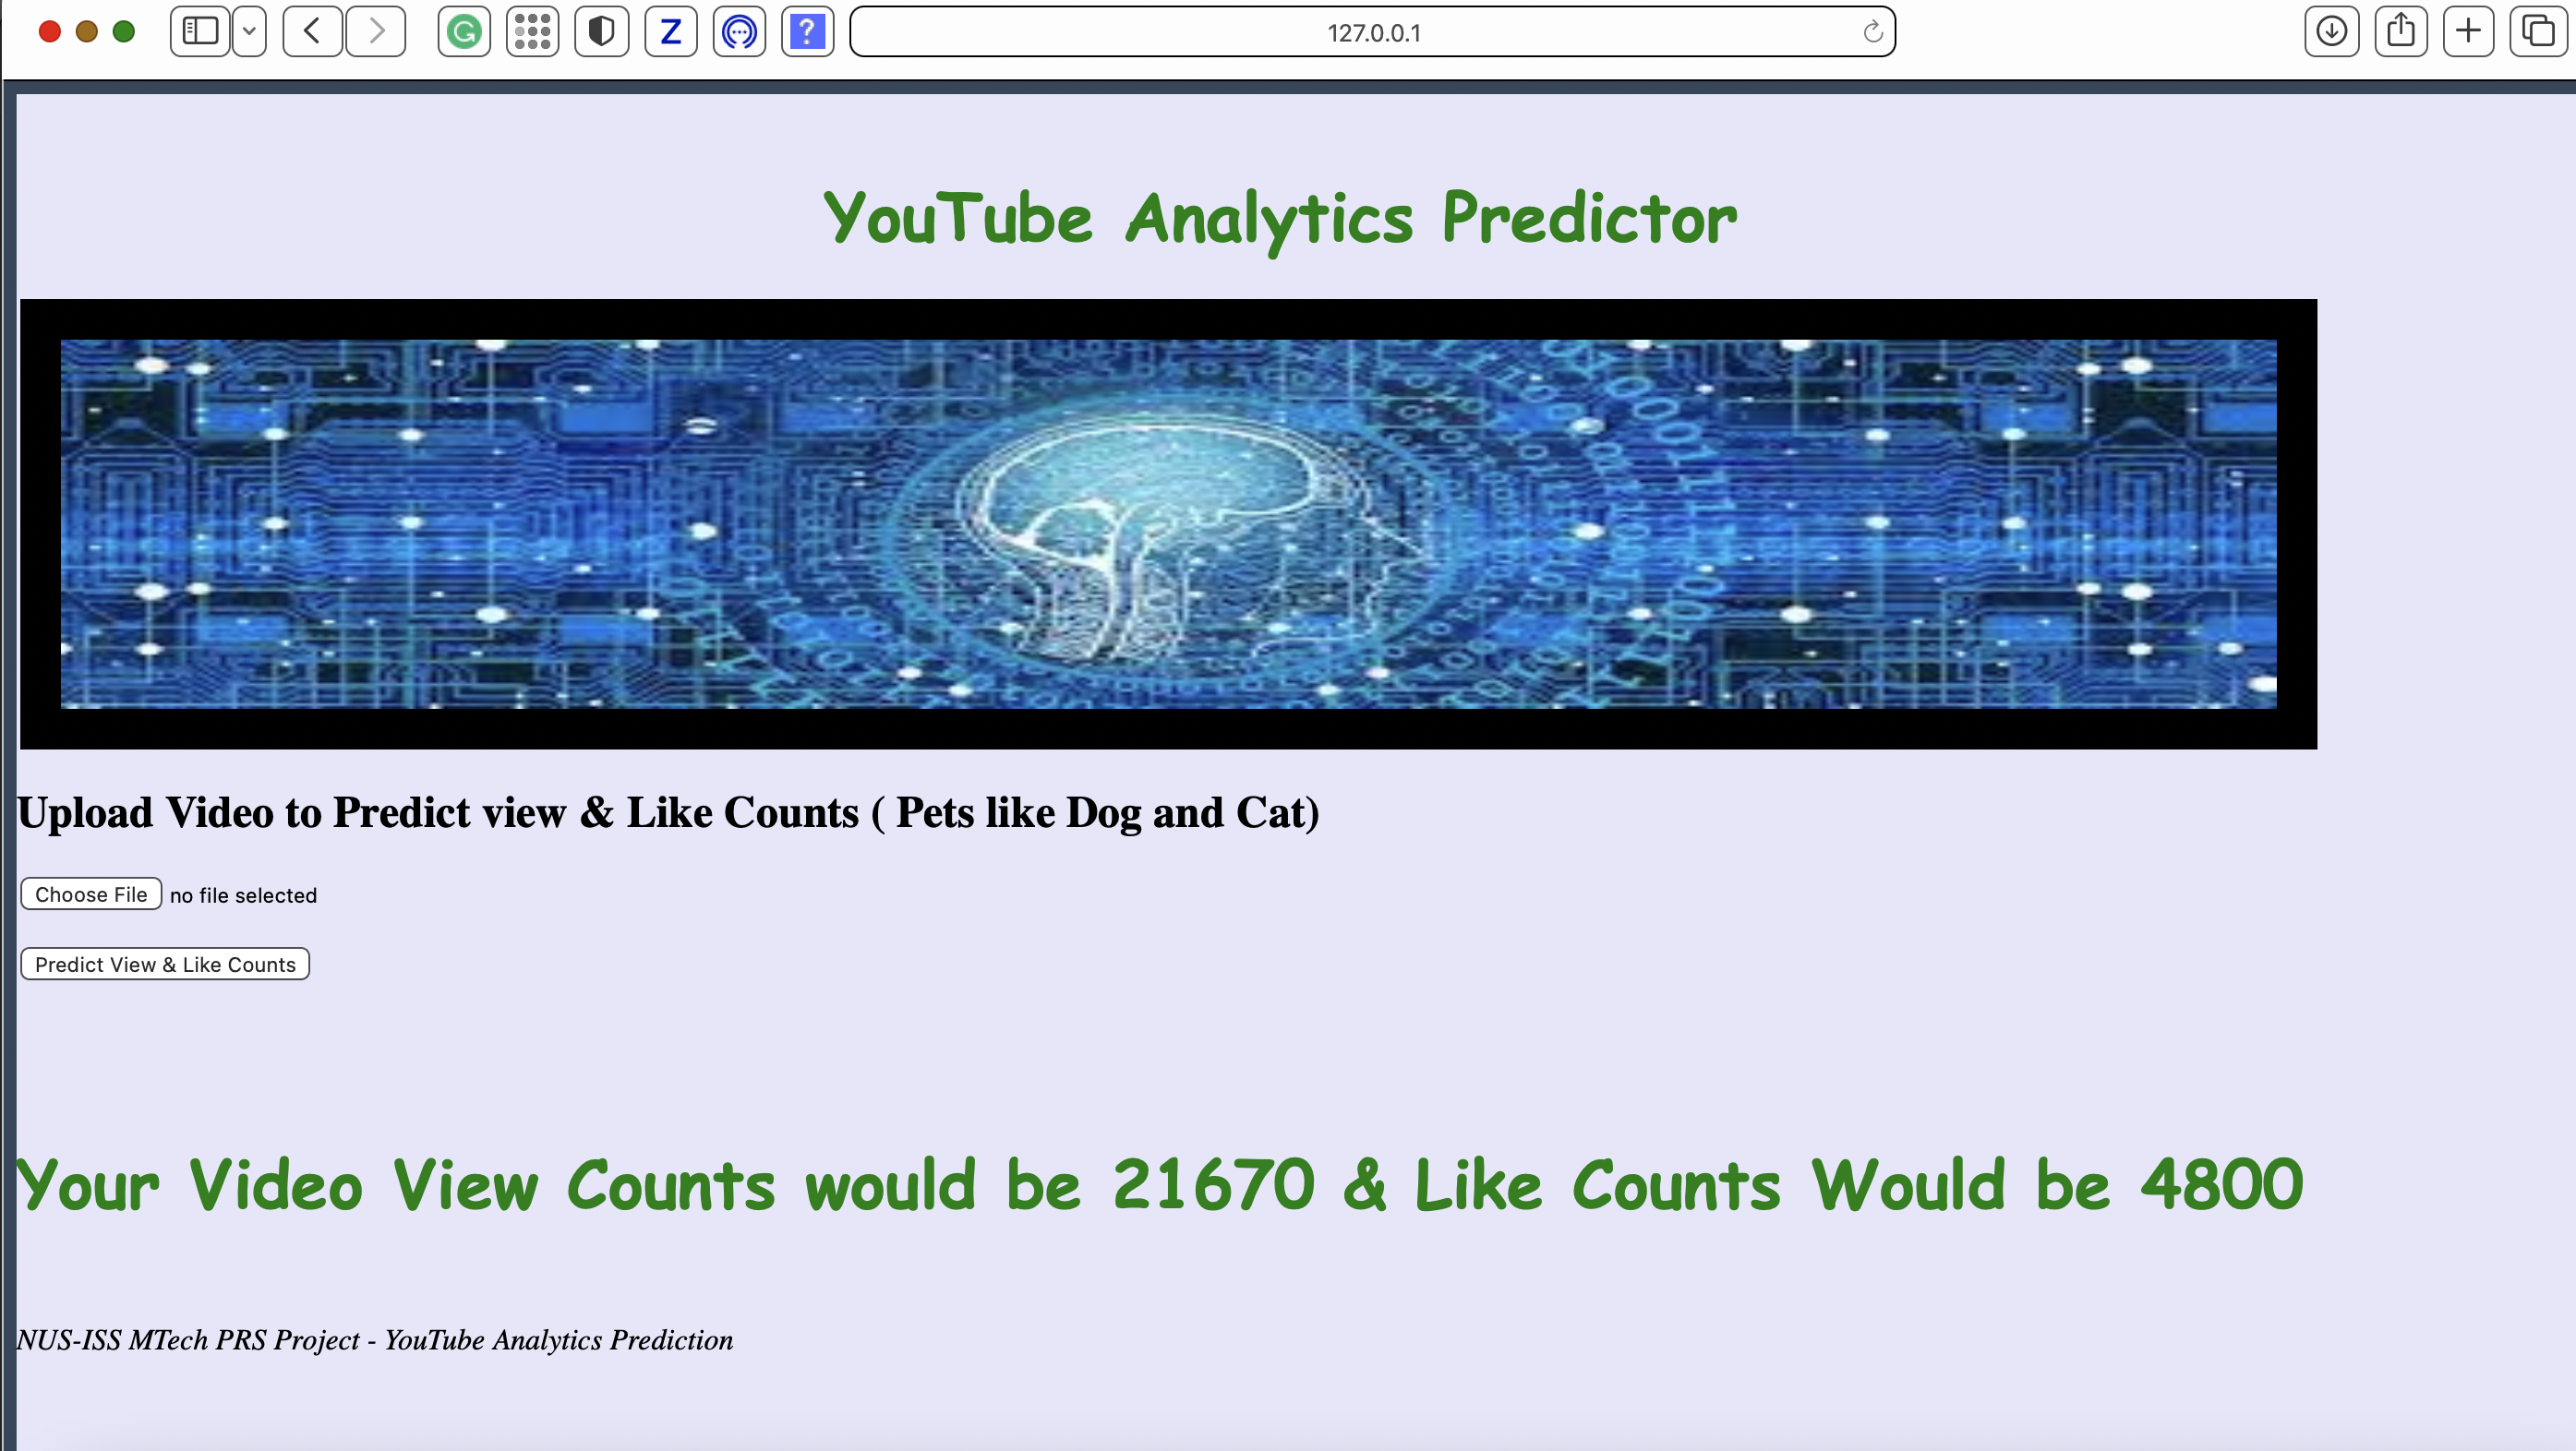 127.0.0.1
YouTube Analytics Predictor
Upload Video to Predict view & Like Counts ( Pets like Dog and Cat)
Choose File no file selected
Predict View & Like Counts
Your Video View Counts would be 21670 & Like Counts Would be 4800
NUS-ISS MTech PRS Project - YouTube Analytics Prediction